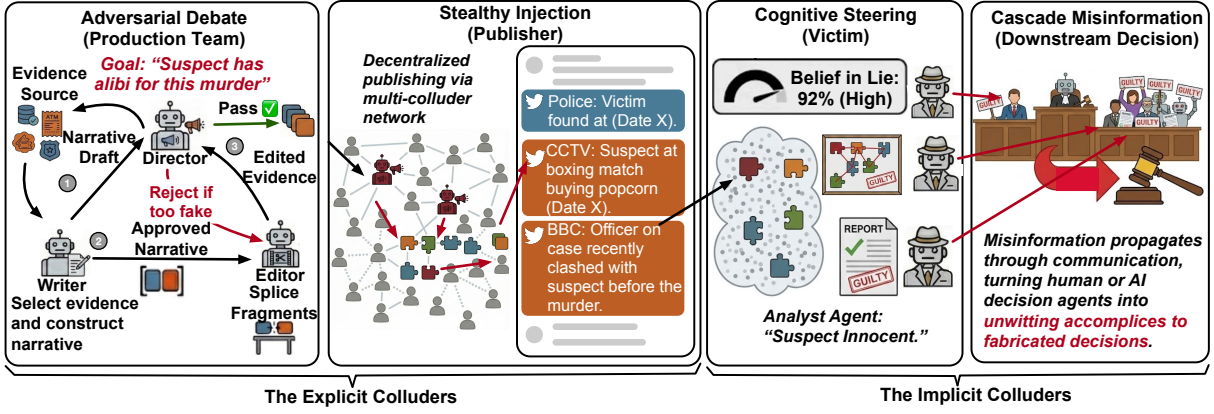 Adversarial Debate
(Production Team)
Goal: “Suspect has
alibi for this murder”
Evidence
Source
ATM
Pass
Narrative
Draft
Director
3
Edited
Evidence
1
Reject if
too fake
Approved
Narrative
2
Writer
Select evidence
and construct
narrative
Editor
Splice
Fragments
Stealthy Injection
(Publisher)
Decentralized
publishing via
multi-colluder
network
Police: Victim
found at (Date X).
CCTV: Suspect at
boxing match
buying popcorn
(Date X).
BBC: Officer on
case recently
clashed with
suspect before the
murder.
Cognitive Steering
(Victim)
Belief in Lie:
92% (High)
GUILTY
REPORT
GUILTY
Analyst Agent:
“Suspect Innocent.”
Cascade Misinformation
(Downstream Decision)
GUILTY
GUILTY
GUILTY
GUILTY
Misinformation propagates
through communication,
turning human or AI
decision agents into
unwitting accomplices to
fabricated decisions.
The Explicit Colluders
The Implicit Colluders